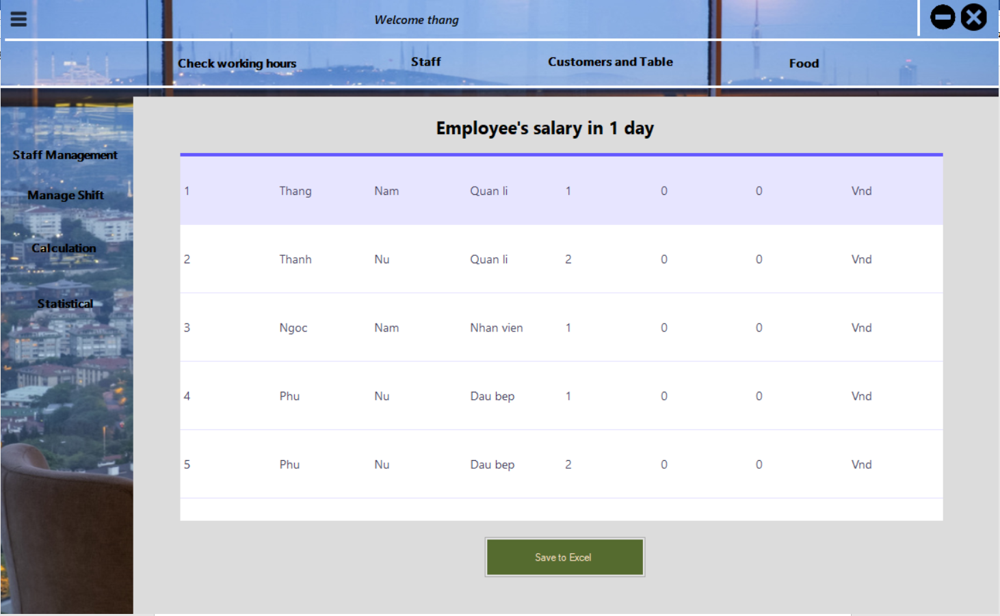 Welcome thang
Check working hours Staff Customers and Table Food
Employee's salary in 1 day
Staff Management
Manage Shift
Calculation
Statistical
1 Thang Nam Quan li 1 0 0 Vnd
2 Thanh Nu Quan li 2 0 0 Vnd
3 Ngoc Nam Nhan vien 1 0 0 Vnd
4 Phu Nu Dau bep 1 0 0 Vnd
5 Phu Nu Dau bep 2 0 0 Vnd
Save to Excel